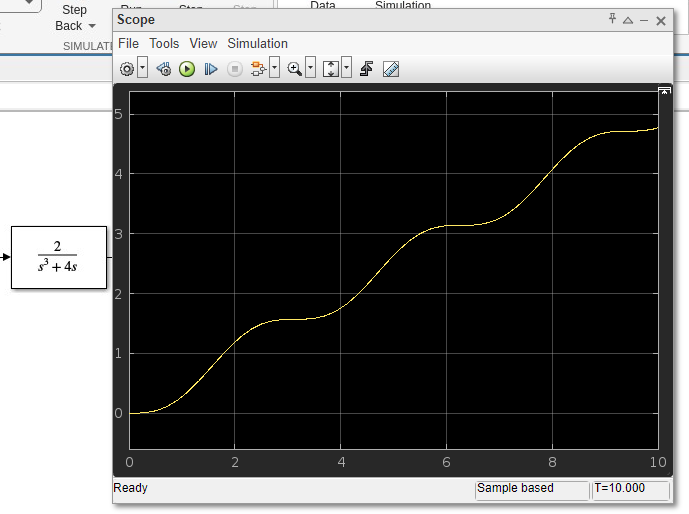 Step
Back
SIMULATI
Data
Simulation
Scope
File Tools View Simulation
5
4
3
2
1
0
0 2 4 6 8 10
2
s³ + 4s
Ready
Sample based
T=10.000